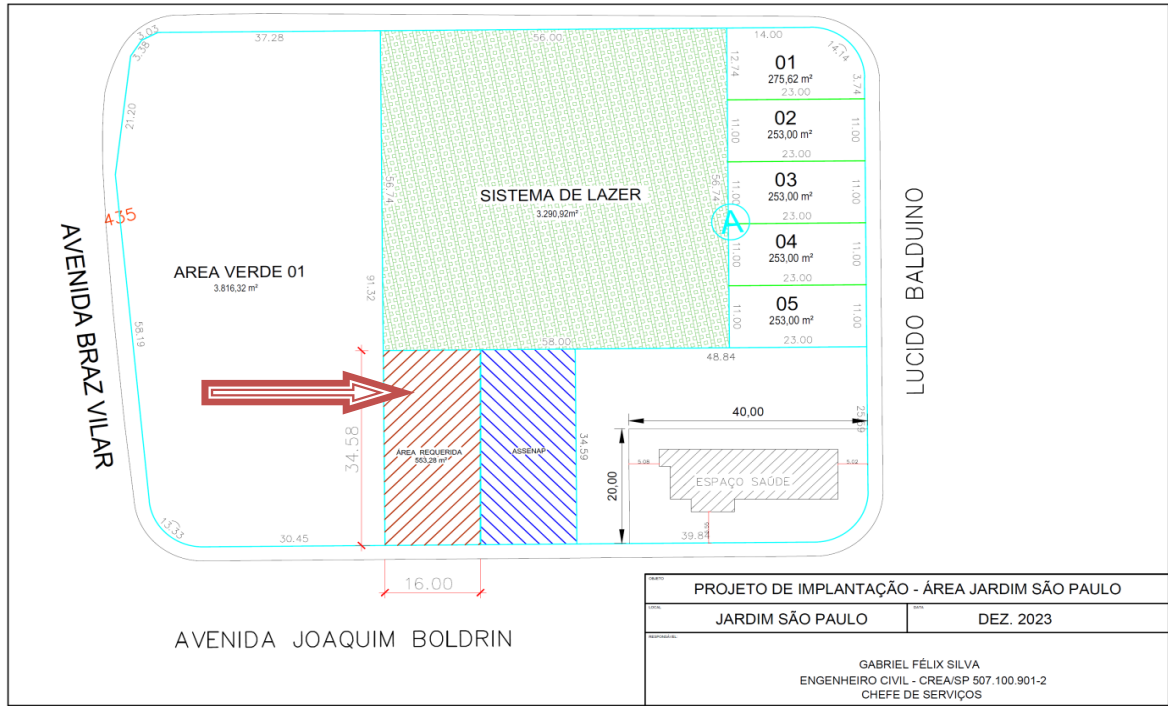 3.03
37.28
56.00
14.00
3.38
14.14
12.74
01
275,62 m²
3.74
23.00
21.20
11.00
02
253,00 m²
11.00
23.00
56.74
SISTEMA DE LAZER
3.290,92m²
56.74
11.00
03
253,00 m²
11.00
23.00
435
A
AVENIDA BRAZ VILAR
AREA VERDE 01
3.816,32 m²
91.32
11.00
04
253,00 m²
11.00
23.00
LUCIDO BALDUINO
58.19
11.00
05
253,00 m²
11.00
23.00
58.00
48.84
40,00
34.58
ÁREA REQUERIDA
553,28 m²
ASSENAP
34.59
20,00
5.08
ESPAÇO SAÚDE
5.02
13.33
30.45
39.84
16.00
AVENIDA JOAQUIM BOLDRIN
PROJETO DE IMPLANTAÇÃO - ÁREA JARDIM SÃO PAULO
JARDIM SÃO PAULO
DEZ. 2023
GABRIEL FÉLIX SILVA
ENGENHEIRO CIVIL - CREA/SP 507.100.901-2
CHEFE DE SERVIÇOS